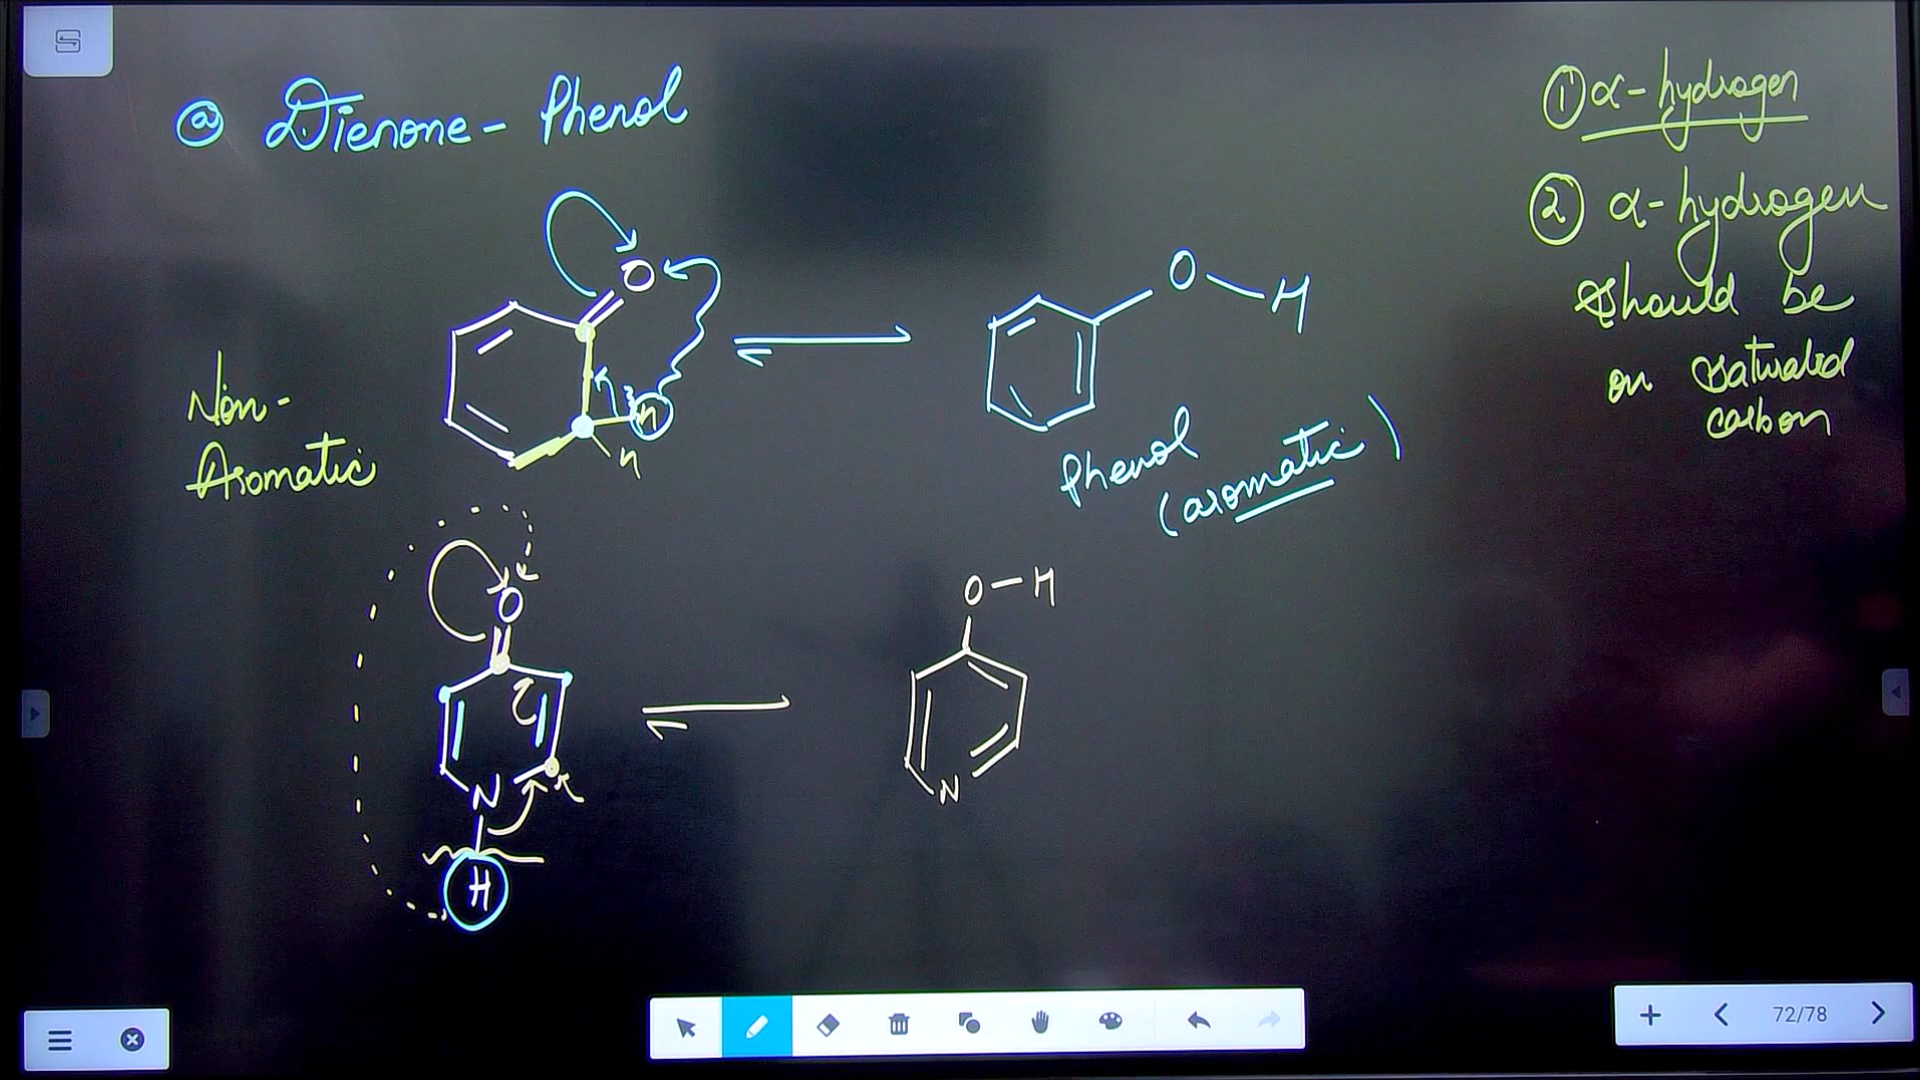 ⓐ Dienone - Phenol
① α - hydrogen
② α - hydrogen
should be
on saturated
carbon
O
O - H
H
H
Non -
Aromatic
Phenol
(aromatic)
O
O - H
N
N
H
72/78